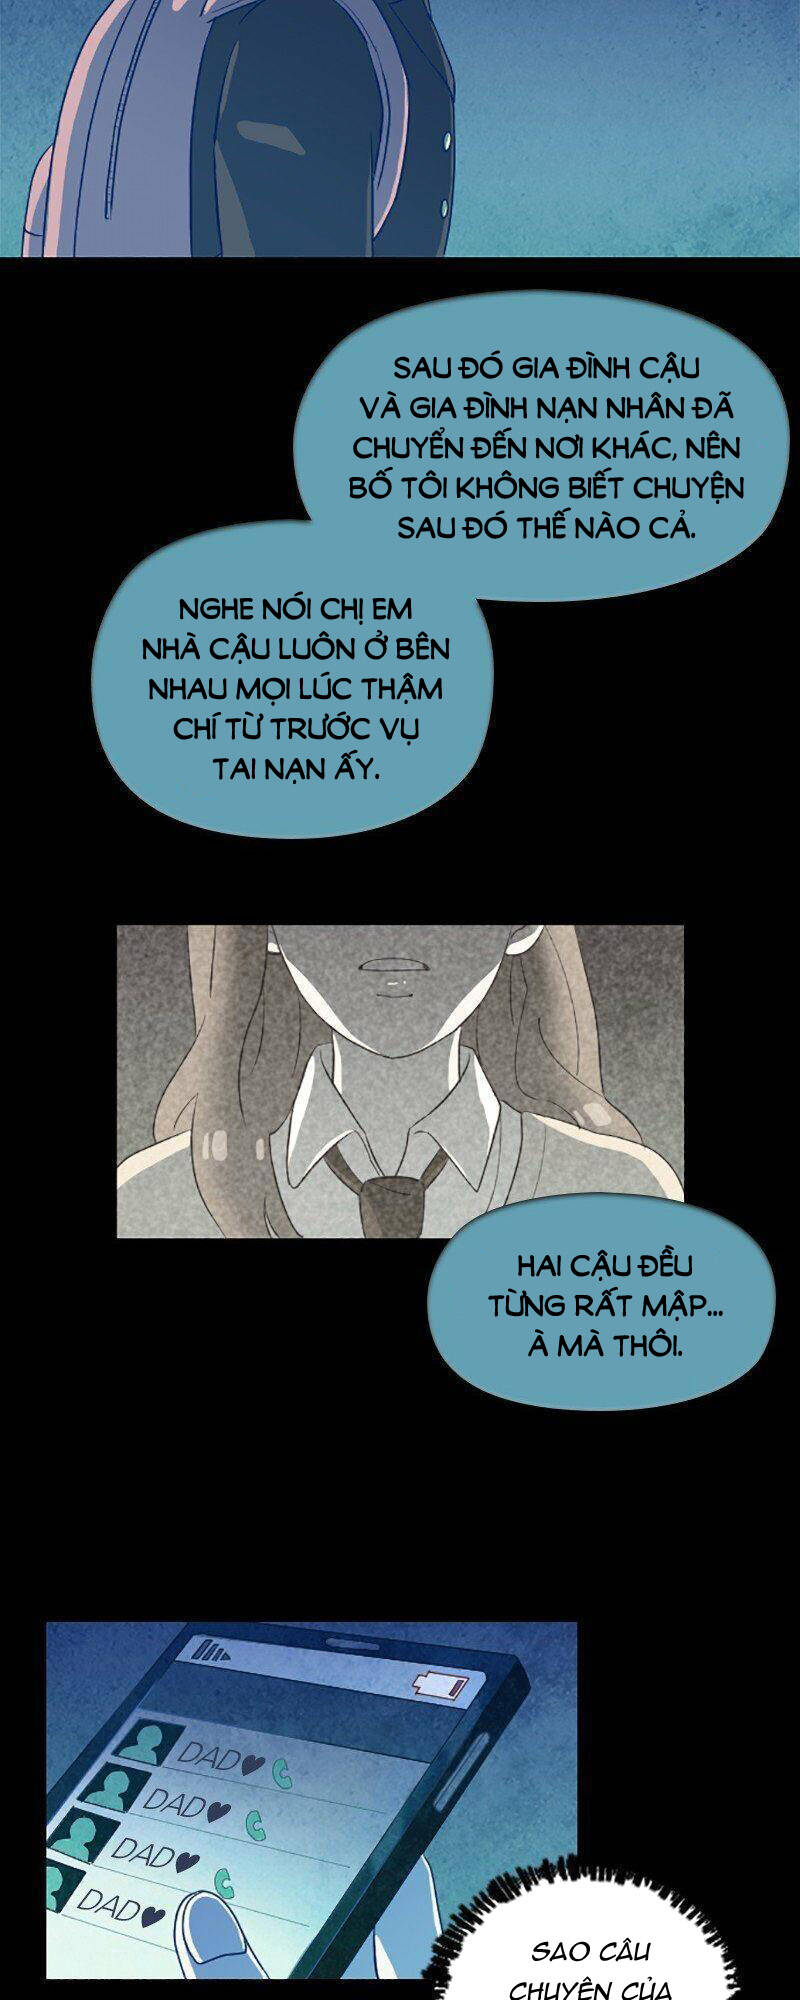 SAU ĐÓ GIA ĐÌNH CẬU
VÀ GIA ĐÌNH NẠN NHÂN ĐÃ
CHUYỂN ĐẾN NƠI KHÁC, NÊN
BỐ TÔI KHÔNG BIẾT CHUYỆN
SAU ĐÓ THẾ NÀO CẢ.
NGHE NÓI CHỊ EM
NHÀ CẬU LUÔN Ở BÊN
NHAU MỌI LÚC THẬM
CHÍ TỪ TRƯỚC VỤ
TAI NẠN ẤY.
HAI CẬU ĐỀU
TỪNG RẤT MẬP...
À MÀ THÔI.
DAD♥
DAD♥
DAD♥
DAD♥
SAO CÂU
CHUYỆN CỦA